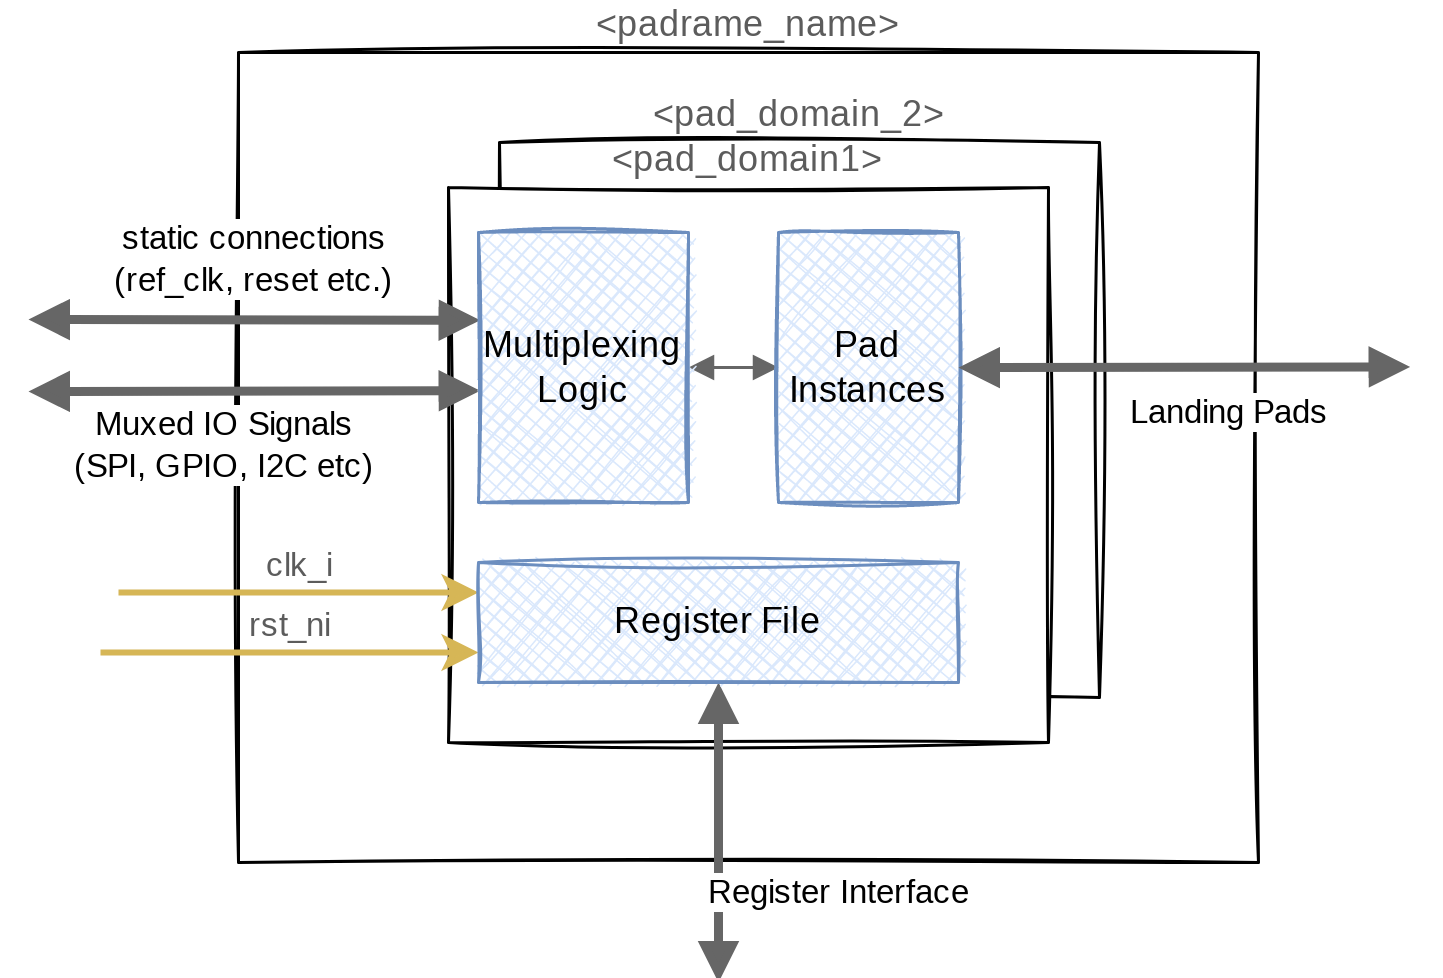 <padrame_name>
<pad_domain_2>
<pad_domain1>
static connections
(ref_clk, reset etc.)
Multiplexing
Logic
Pad
Instances
Landing Pads
Muxed IO Signals
(SPI, GPIO, I2C etc)
clk_i
rst_ni
Register File
Register Interface